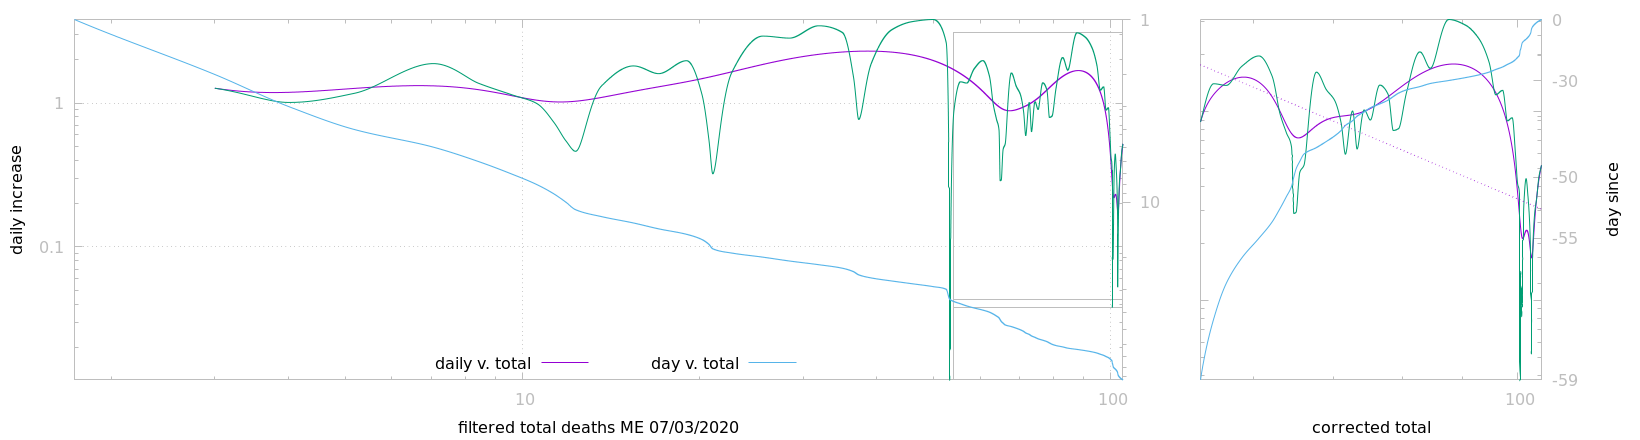 daily increase
1
0.1
daily v. total
day v. total
10
100
filtered total deaths ME 07/03/2020
1
10
100
corrected total
0
-30
-50
-55
-59
day since